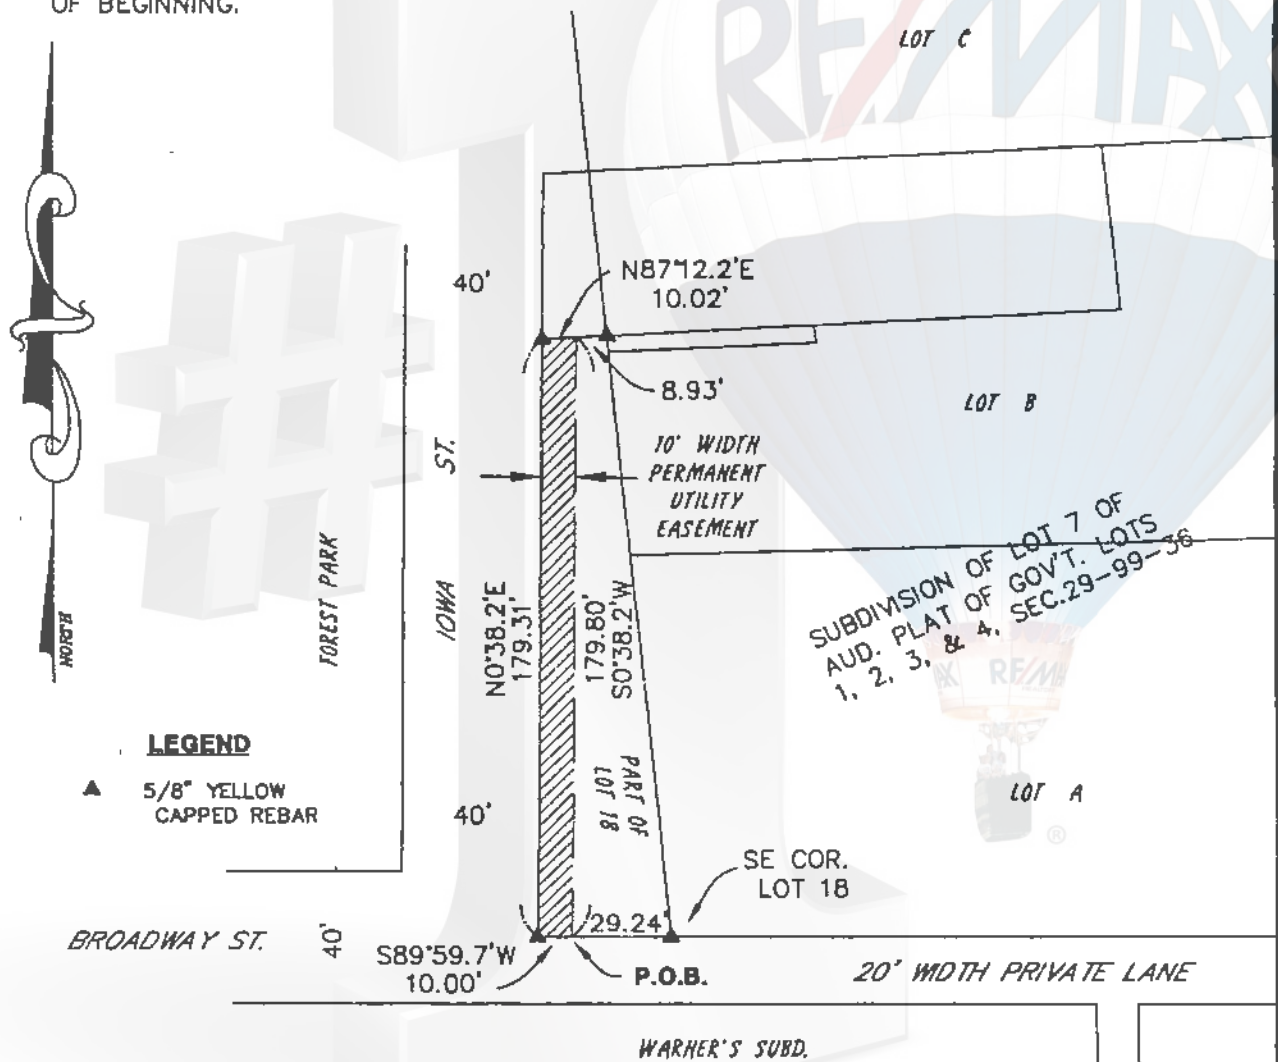 OF BEGINNING.
LOT C
RE/MAX
40'
N87°12.2'E
10.02'
8.93'
LOT B
10' WIDTH
PERMANENT
UTILITY
EASEMENT
IOWA ST.
FOREST PARK
NORTH
N0°38.2'E
179.31'
179.80'
S0°38.2'W
SUBDIVISION OF LOT 7 OF
AUD. PLAT OF GOV'T. LOTS
1, 2, 3, & 4, SEC.29-99-36
RE/MAX
LEGEND
5/8" YELLOW
CAPPED REBAR
PART OF
LOT 18
LOT A
40'
®
SE COR.
LOT 18
29.24'
BROADWAY ST.
40'
S89°59.7'W
10.00'
P.O.B.
20' WIDTH PRIVATE LANE
WARNER'S SUBD.